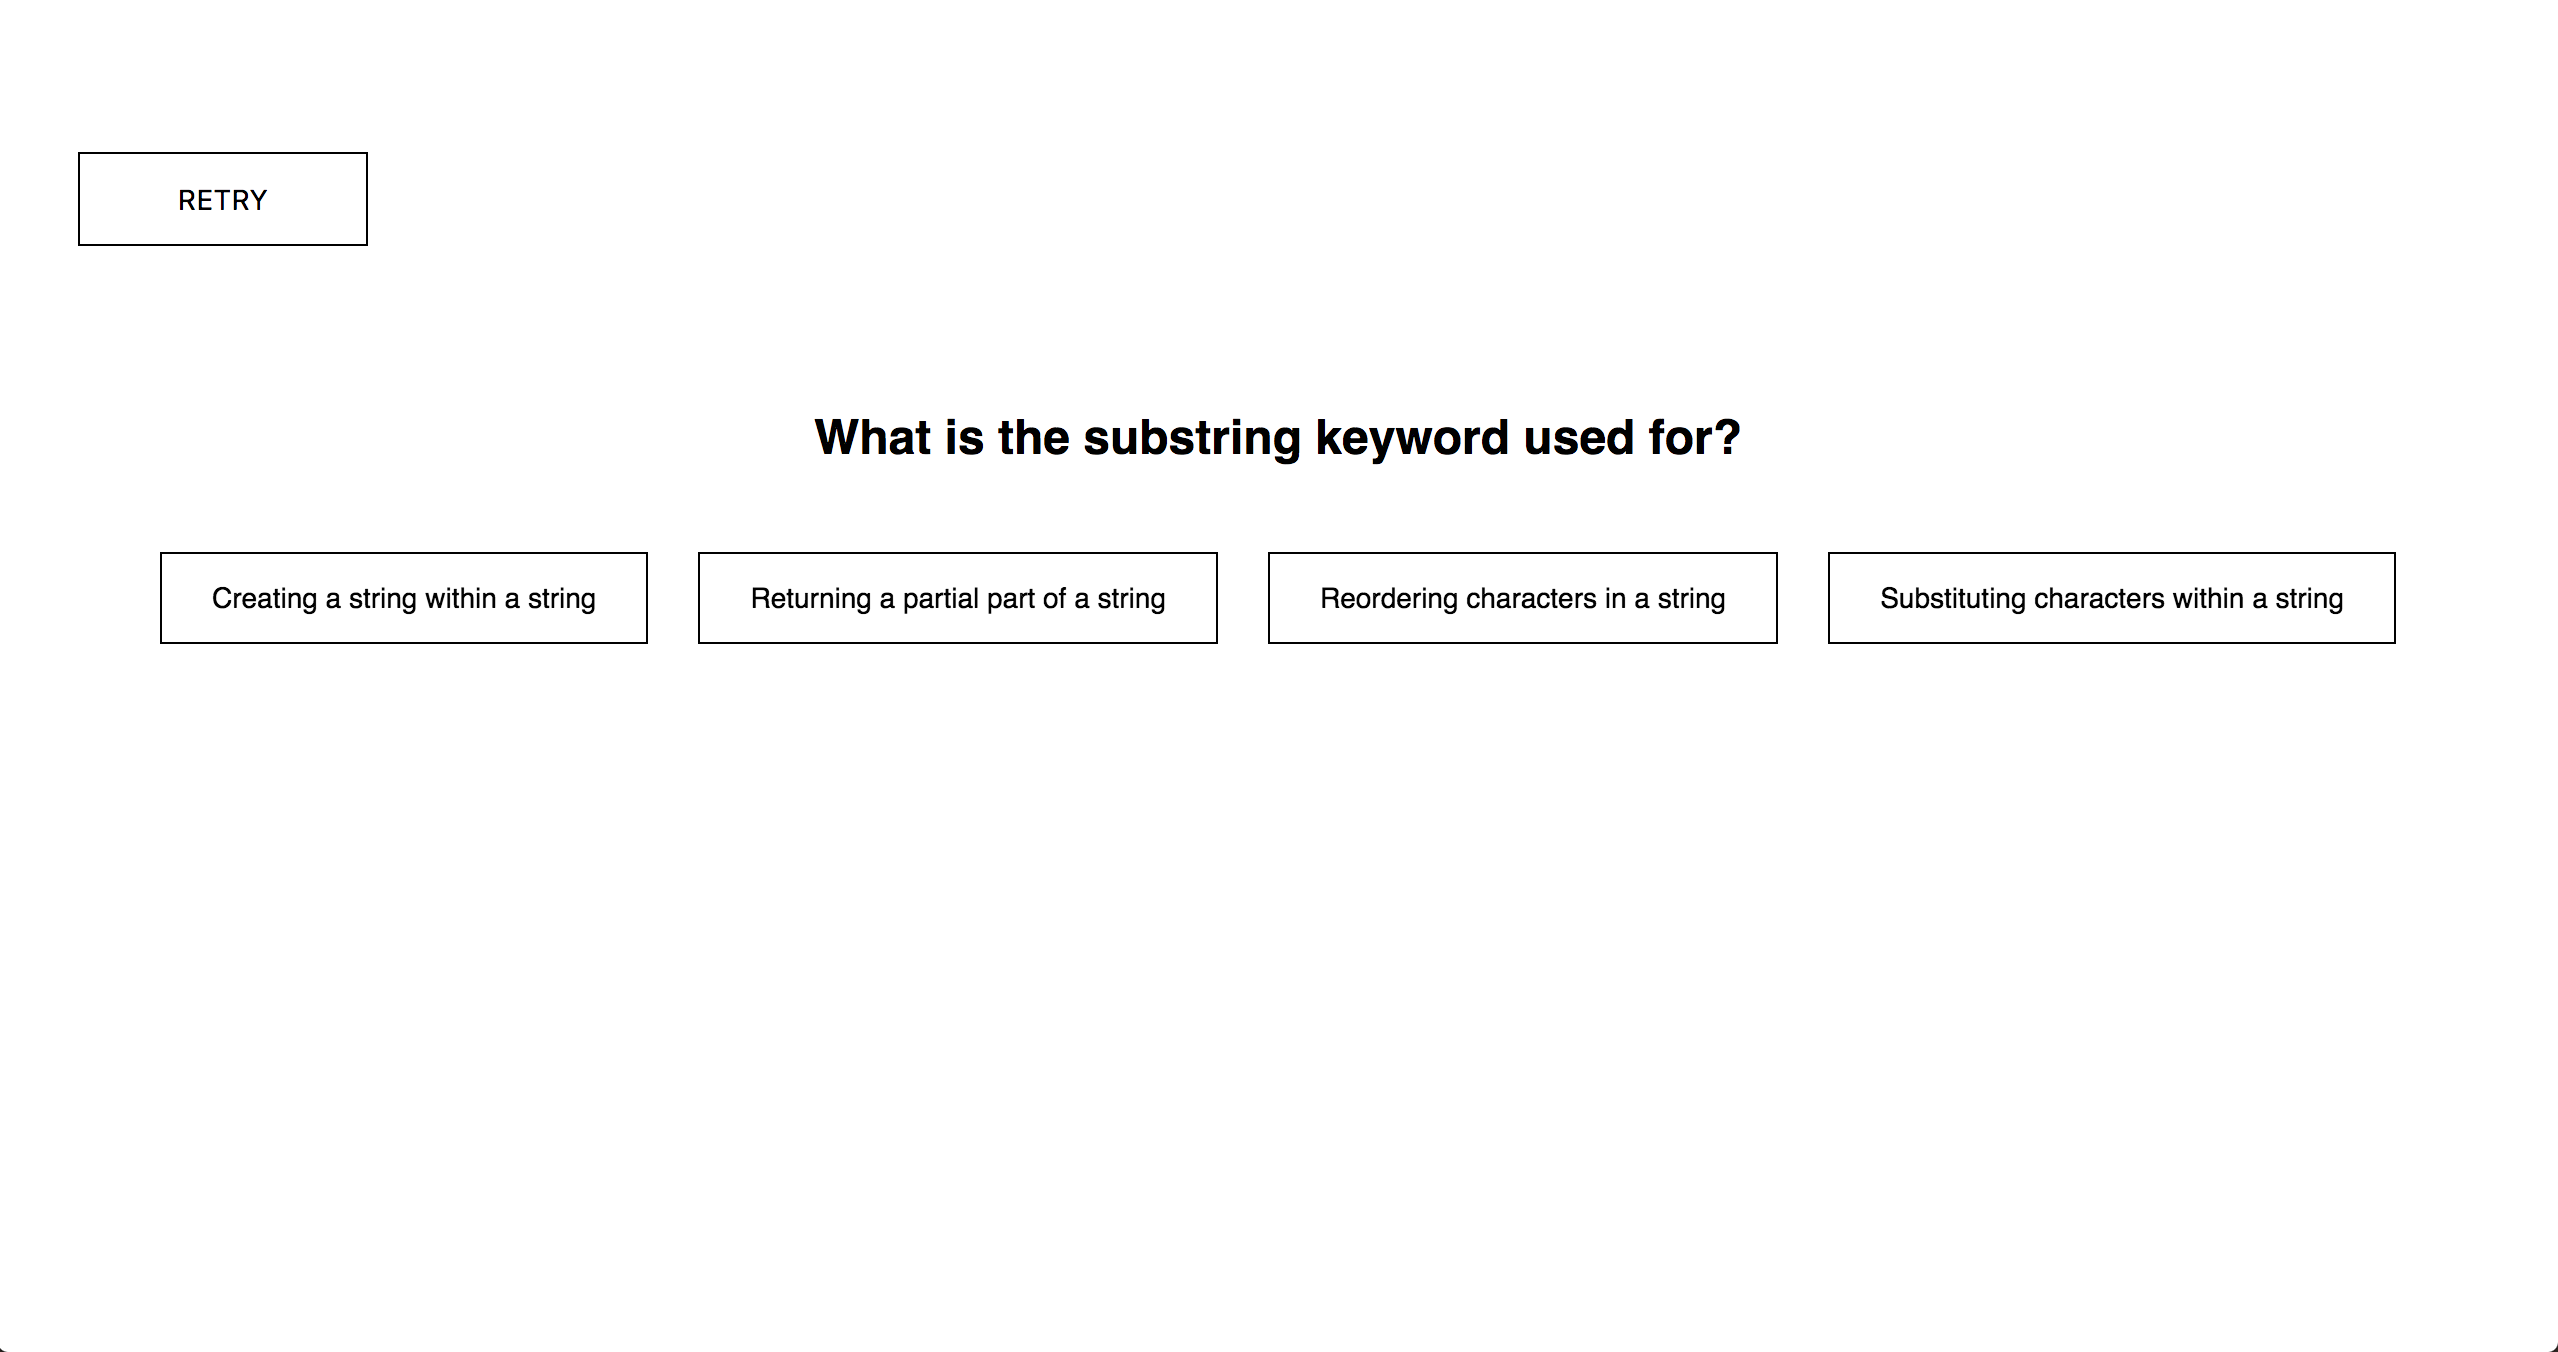 RETRY
What is the substring keyword used for?
Creating a string within a string
Returning a partial part of a string
Reordering characters in a string
Substituting characters within a string